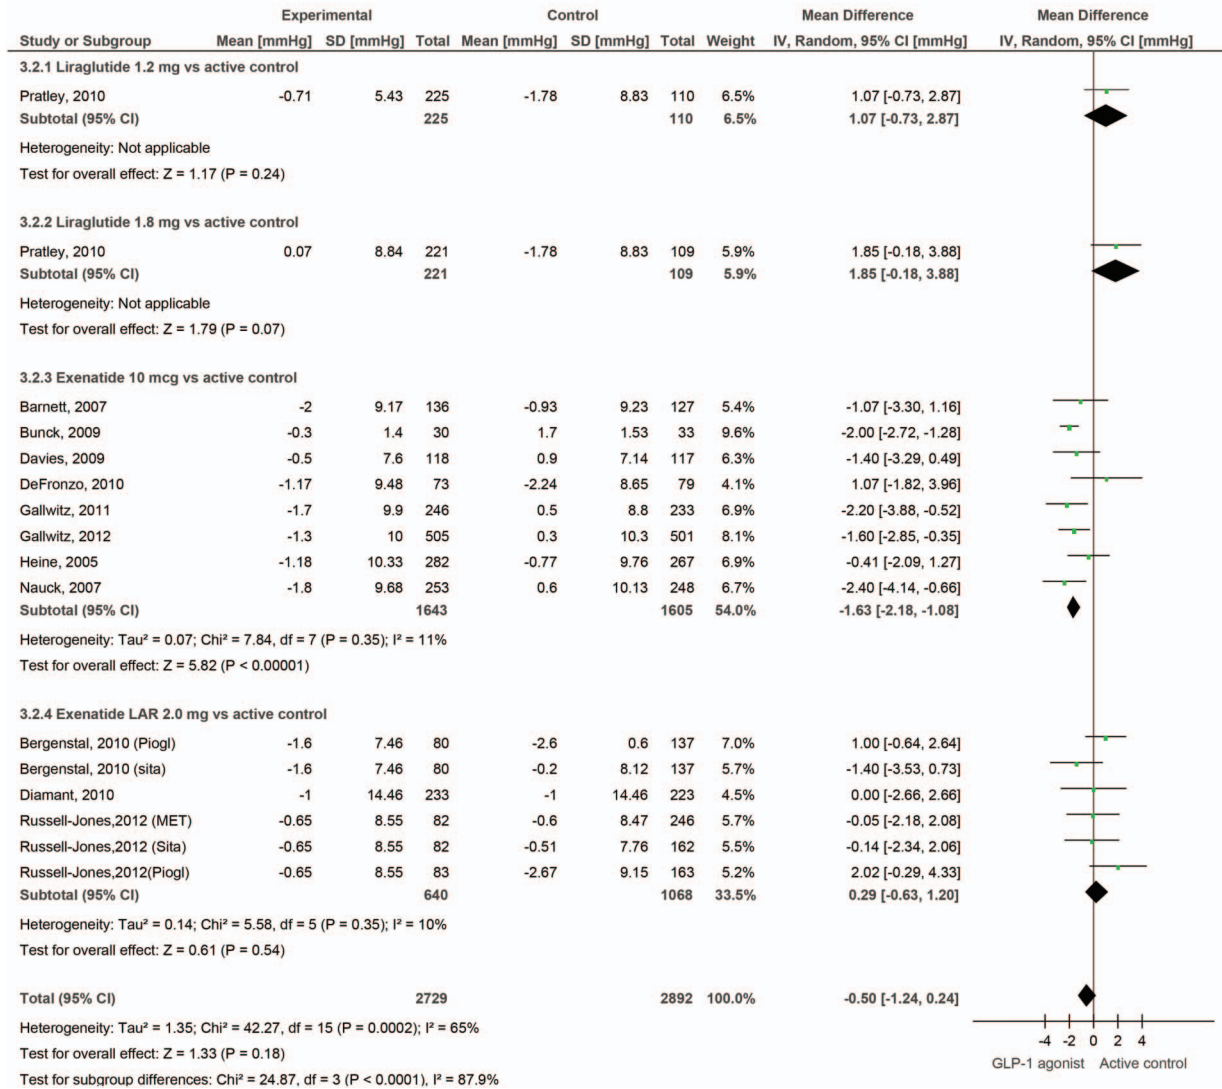 Experimental Control Mean Difference Mean Difference
Study or Subgroup Mean [mmHg] SD [mmHg] Total Mean [mmHg] SD [mmHg] Total Weight IV, Random, 95% CI [mmHg] IV, Random, 95% CI [mmHg]
3.2.1 Liraglutide 1.2 mg vs active control
Pratley, 2010 -0.71 5.43 225 -1.78 8.83 110 6.5% 1.07 [-0.73, 2.87]
Subtotal (95% CI) 225 110 6.5% 1.07 [-0.73, 2.87]
Heterogeneity: Not applicable
Test for overall effect: Z = 1.17 (P = 0.24)
3.2.2 Liraglutide 1.8 mg vs active control
Pratley, 2010 0.07 8.84 221 -1.78 8.83 109 5.9% 1.85 [-0.18, 3.88]
Subtotal (95% CI) 221 109 5.9% 1.85 [-0.18, 3.88]
Heterogeneity: Not applicable
Test for overall effect: Z = 1.79 (P = 0.07)
3.2.3 Exenatide 10 mcg vs active control
Barnett, 2007 -2 9.17 136 -0.93 9.23 127 5.4% -1.07 [-3.30, 1.16]
Bunck, 2009 -0.3 1.4 30 1.7 1.53 33 9.6% -2.00 [-2.72, -1.28]
Davies, 2009 -0.5 7.6 118 0.9 7.14 117 6.3% -1.40 [-3.29, 0.49]
DeFronzo, 2010 -1.17 9.48 73 -2.24 8.65 79 4.1% 1.07 [-1.82, 3.96]
Gallwitz, 2011 -1.7 9.9 246 0.5 8.8 233 6.9% -2.20 [-3.88, -0.52]
Gallwitz, 2012 -1.3 10 505 0.3 10.3 501 8.1% -1.60 [-2.85, -0.35]
Heine, 2005 -1.18 10.33 282 -0.77 9.76 267 6.9% -0.41 [-2.09, 1.27]
Nauck, 2007 -1.8 9.68 253 0.6 10.13 248 6.7% -2.40 [-4.14, -0.66]
Subtotal (95% CI) 1643 1605 54.0% -1.63 [-2.18, -1.08]
Heterogeneity: Tau² = 0.07; Chi² = 7.84, df = 7 (P = 0.35); I² = 11%
Test for overall effect: Z = 5.82 (P < 0.00001)
3.2.4 Exenatide LAR 2.0 mg vs active control
Bergenstal, 2010 (Piogl) -1.6 7.46 80 -2.6 0.6 137 7.0% 1.00 [-0.64, 2.64]
Bergenstal, 2010 (sita) -1.6 7.46 80 -0.2 8.12 137 5.7% -1.40 [-3.53, 0.73]
Diamant, 2010 -1 14.46 233 -1 14.46 223 4.5% 0.00 [-2.66, 2.66]
Russell-Jones,2012 (MET) -0.65 8.55 82 -0.6 8.47 246 5.7% -0.05 [-2.18, 2.08]
Russell-Jones,2012 (Sita) -0.65 8.55 82 -0.51 7.76 162 5.5% -0.14 [-2.34, 2.06]
Russell-Jones,2012(Piogl) -0.65 8.55 83 -2.67 9.15 163 5.2% 2.02 [-0.29, 4.33]
Subtotal (95% CI) 640 1068 33.5% 0.29 [-0.63, 1.20]
Heterogeneity: Tau² = 0.14; Chi² = 5.58, df = 5 (P = 0.35); I² = 10%
Test for overall effect: Z = 0.61 (P = 0.54)
Total (95% CI) 2729 2892 100.0% -0.50 [-1.24, 0.24]
Heterogeneity: Tau² = 1.35; Chi² = 42.27, df = 15 (P = 0.0002); I² = 65%
Test for overall effect: Z = 1.33 (P = 0.18)
Test for subgroup differences: Chi² = 24.87, df = 3 (P < 0.0001), I² = 87.9%
-4 -2 0 2 4
GLP-1 agonist Active control